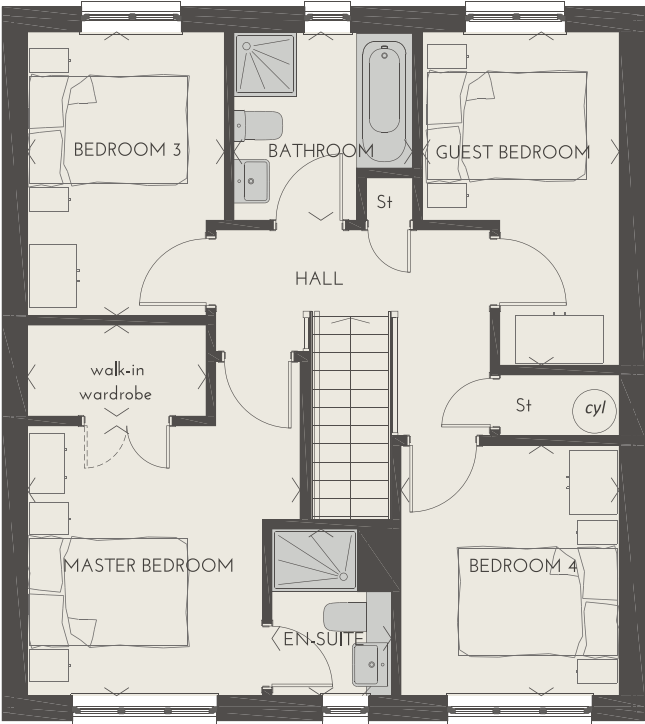 BEDROOM 3
BATHROOM
GUEST BEDROOM
St
HALL
walk-in
wardrobe
St
cyl
MASTER BEDROOM
BEDROOM 4
EN-SUITE